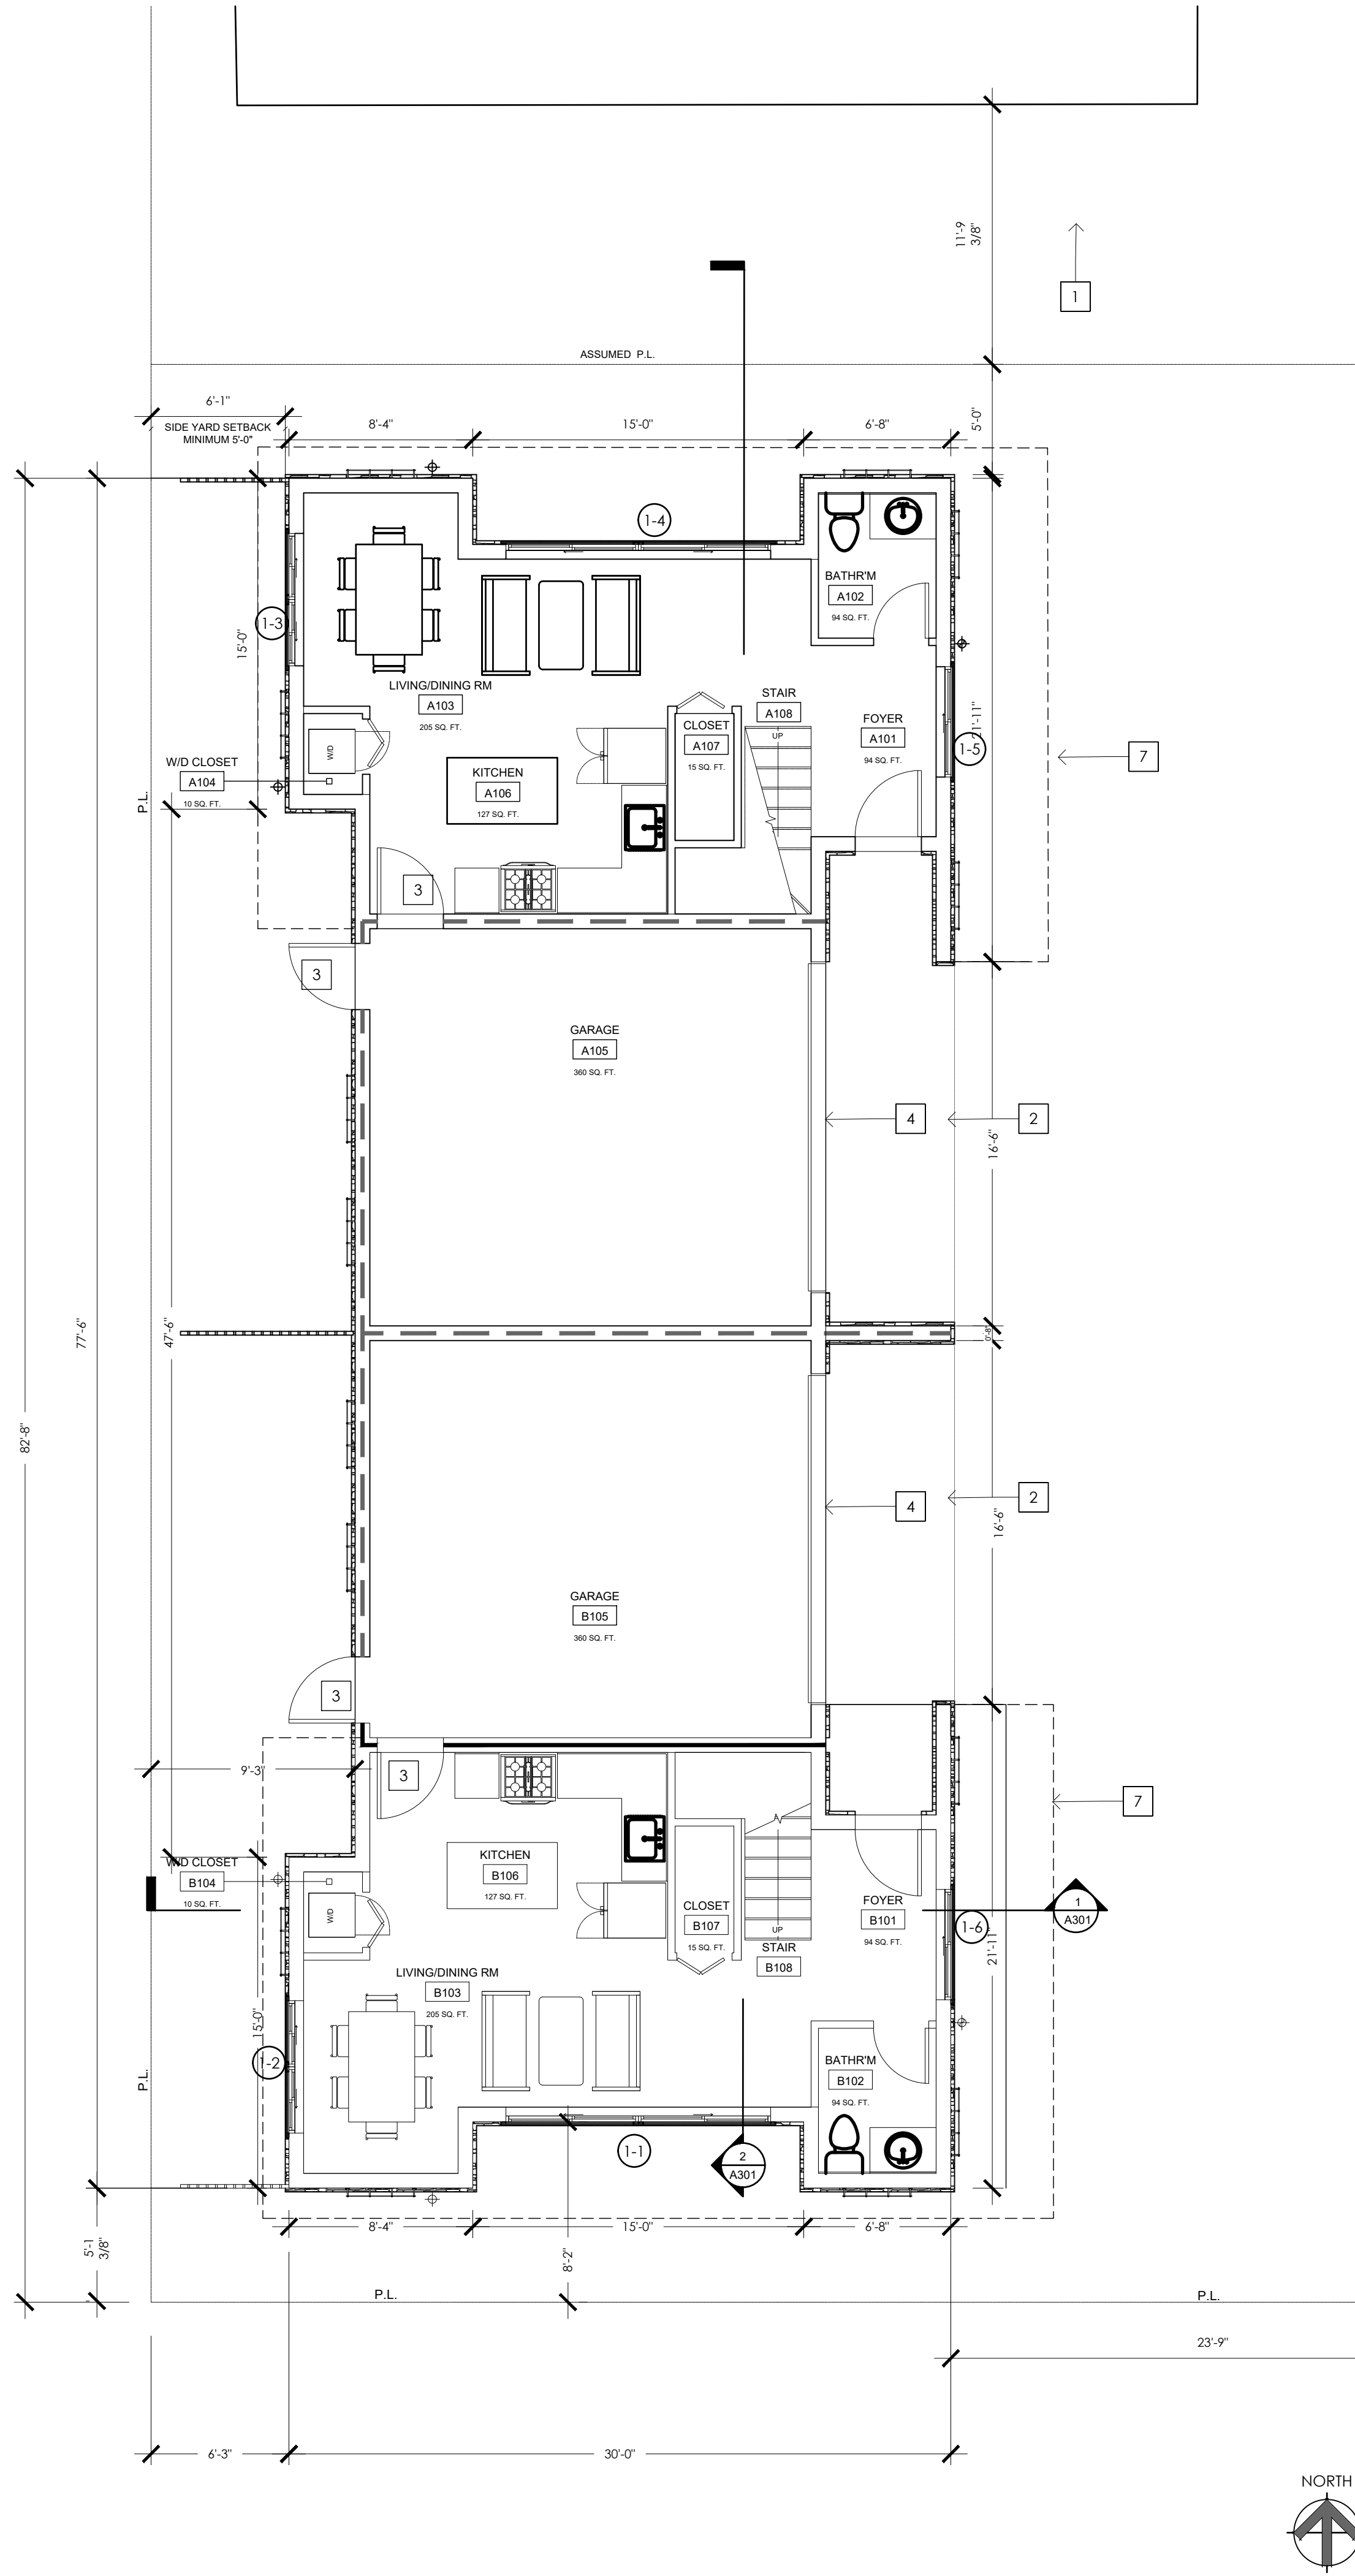 11'-9
3/8"
1
ASSUMED P.L.
6'-1"
SIDE YARD SETBACK
MINIMUM 5'-0"
8'-4"
15'-0"
6'-8"
5'-0"
1-4
BATHR'M
A102
94 SQ. FT.
1-3
15'-0"
LIVING/DINING RM
A103
205 SQ. FT.
STAIR
A108
UP
CLOSET
A107
15 SQ. FT.
FOYER
A101
94 SQ. FT.
21'-11"
1-5
7
W/D
W/D CLOSET
A104
10 SQ. FT.
P.L.
KITCHEN
A106
127 SQ. FT.
3
3
GARAGE
A105
360 SQ. FT.
4
2
16'-6"
77'-6"
47'-6"
0'-8"
82'-8"
4
2
16'-6"
GARAGE
B105
360 SQ. FT.
3
9'-3"
3
7
W/D CLOSET
B104
10 SQ. FT.
KITCHEN
B106
127 SQ. FT.
W/D
CLOSET
B107
15 SQ. FT.
UP
STAIR
B108
FOYER
B101
94 SQ. FT.
1-6
1
A301
21'-11"
LIVING/DINING RM
B103
205 SQ. FT.
15'-0"
1-2
P.L.
BATHR'M
B102
94 SQ. FT.
1-1
2
A301
8'-4"
15'-0"
6'-8"
5'-1
3/8"
8'-2"
P.L.
P.L.
23'-9"
6'-3"
30'-0"
NORTH